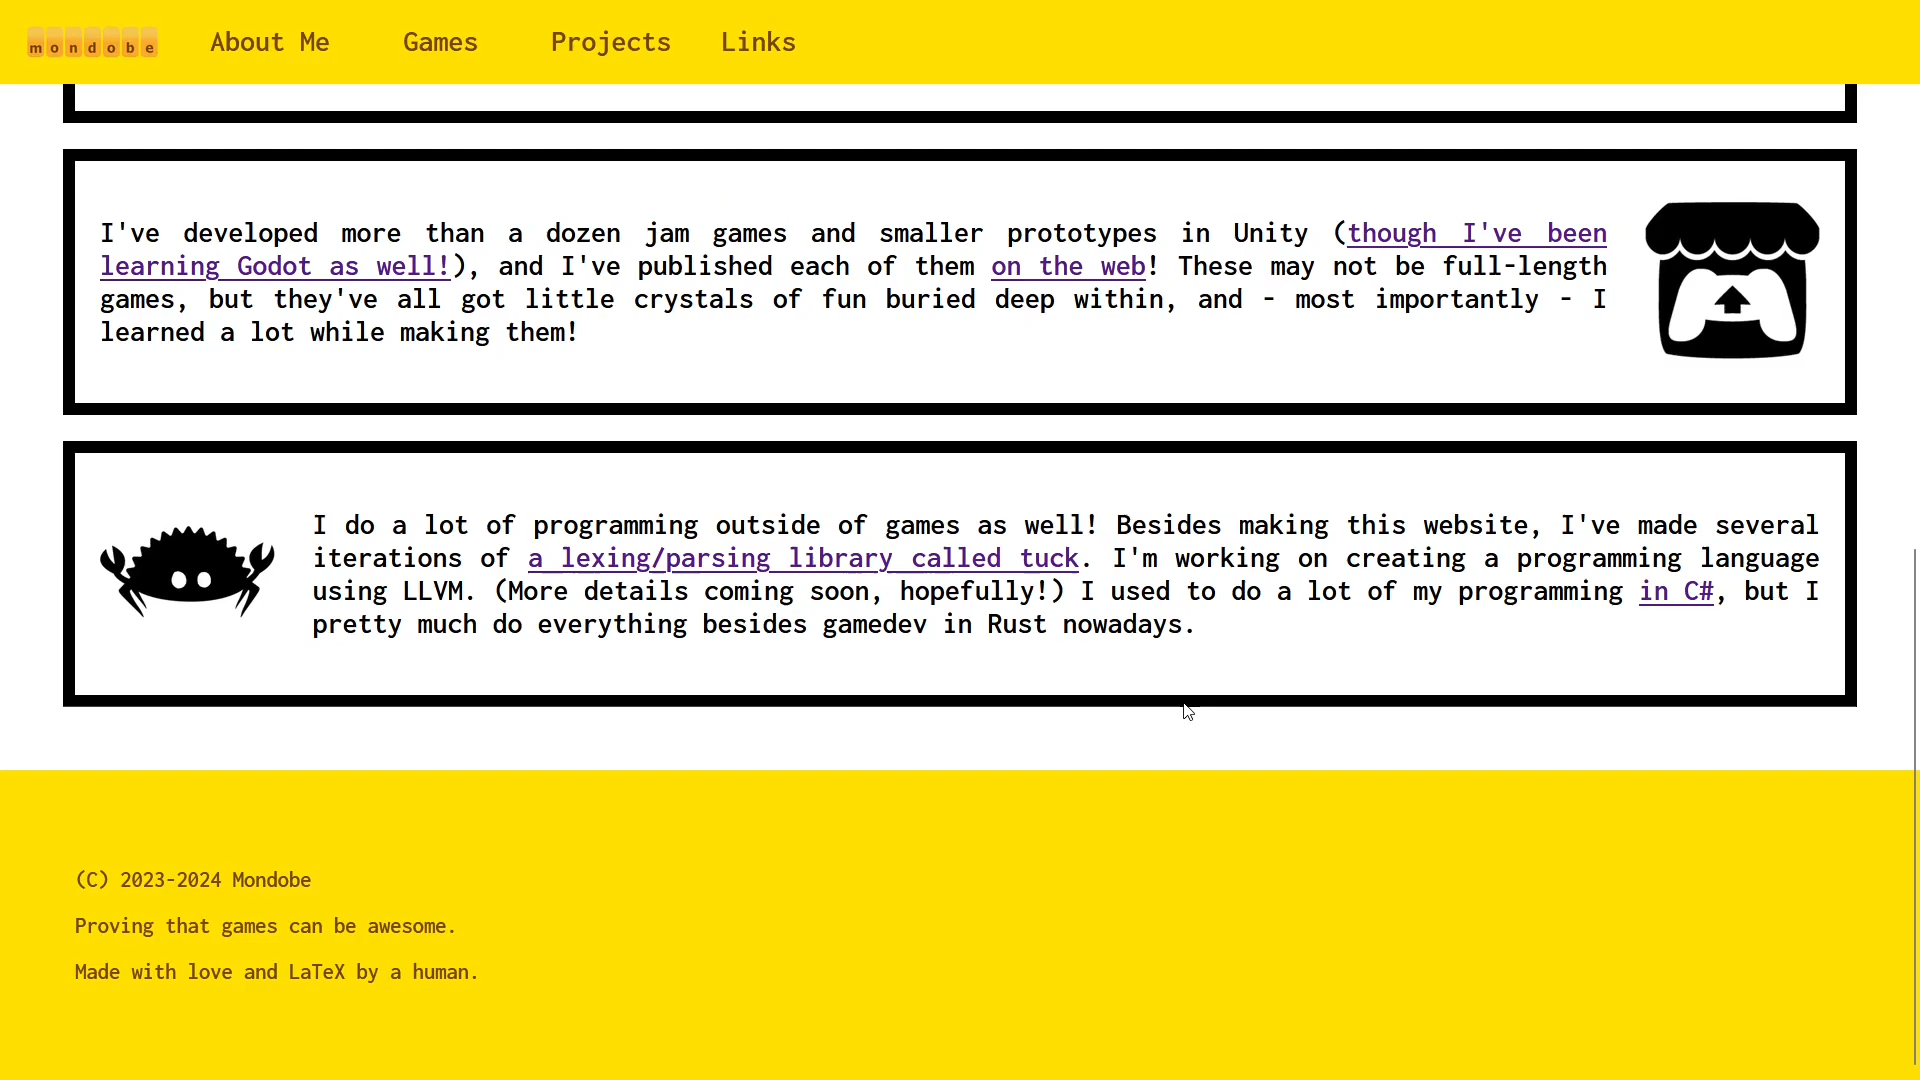 mondobe About Me Games Projects Links
I've developed more than a dozen jam games and smaller prototypes in Unity (though I've been
learning Godot as well!), and I've published each of them on the web! These may not be full-length
games, but they've all got little crystals of fun buried deep within, and - most importantly - I
learned a lot while making them!
I do a lot of programming outside of games as well! Besides making this website, I've made several
iterations of a lexing/parsing library called tuck. I'm working on creating a programming language
using LLVM. (More details coming soon, hopefully!) I used to do a lot of my programming in C#, but I
pretty much do everything besides gamedev in Rust nowadays.
(C) 2023-2024 Mondobe
Proving that games can be awesome.
Made with love and LaTeX by a human.